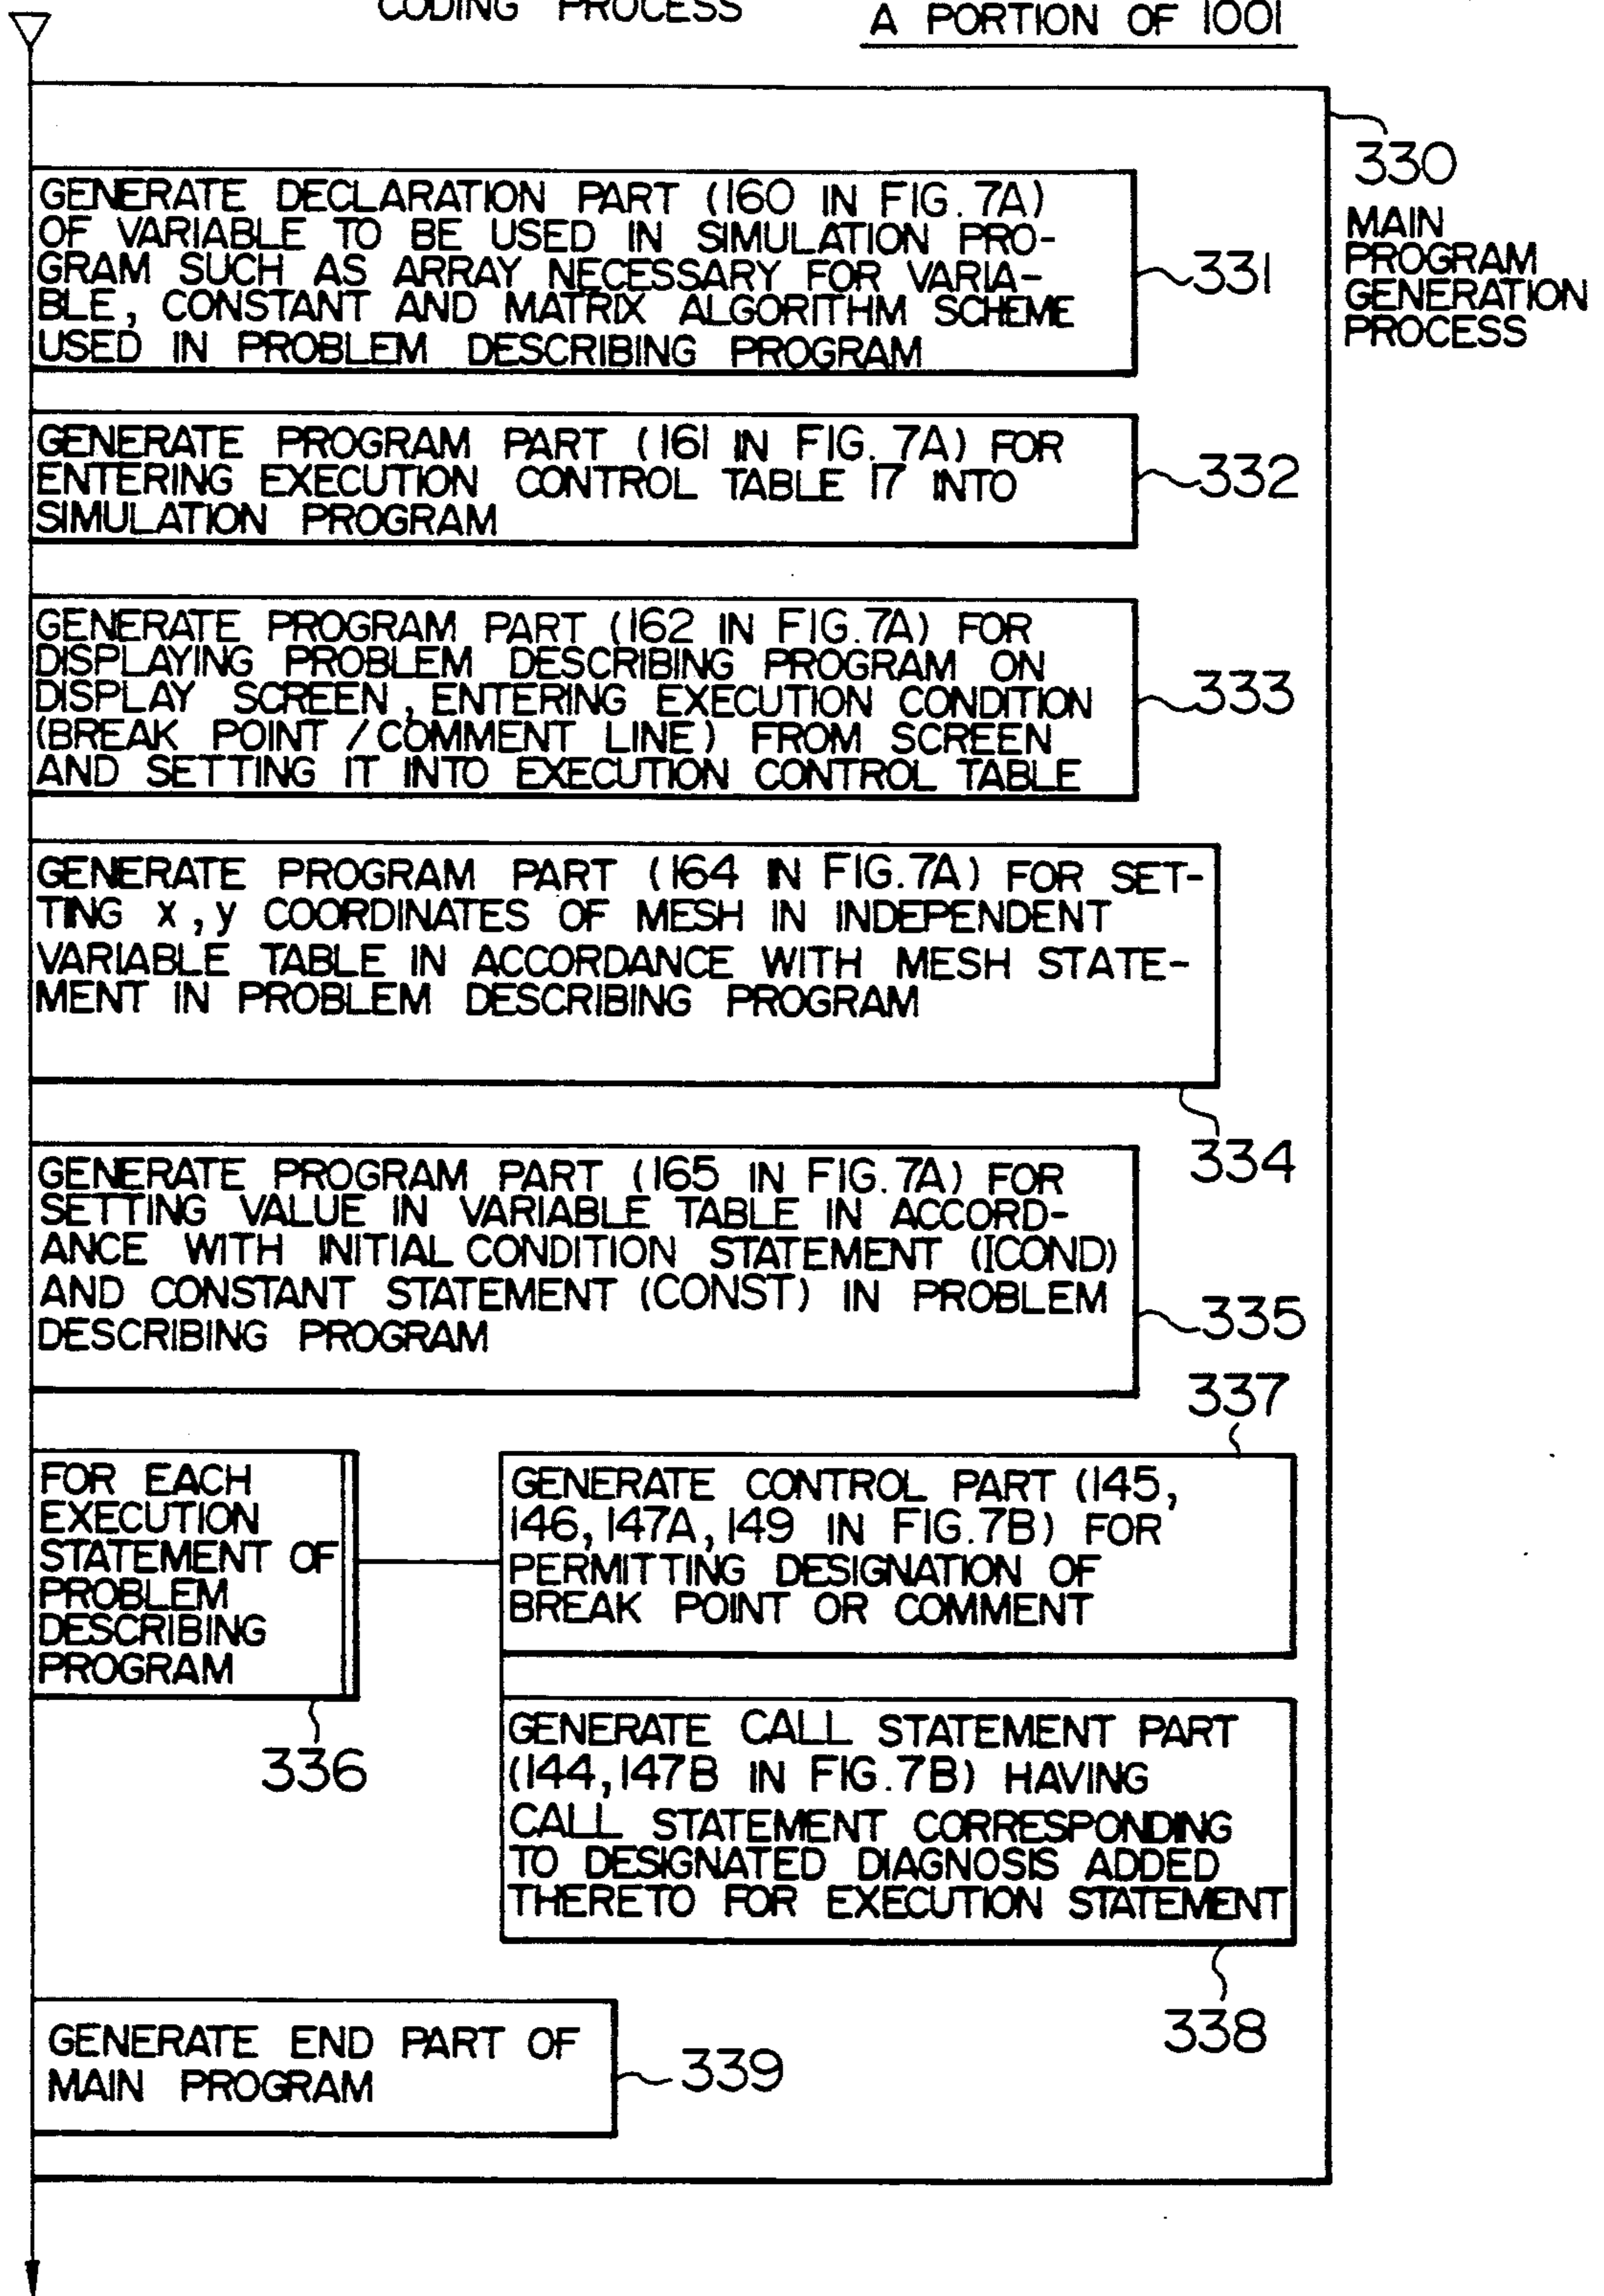 CODING PROCESS
A PORTION OF 1001
330
MAIN
PROGRAM
GENERATION
PROCESS
GENERATE DECLARATION PART (160 IN FIG. 7A)
OF VARIABLE TO BE USED IN SIMULATION PRO-
GRAM SUCH AS ARRAY NECESSARY FOR VARIA-
BLE, CONSTANT AND MATRIX ALGORITHM SCHEME
USED IN PROBLEM DESCRIBING PROGRAM
331
GENERATE PROGRAM PART (161 IN FIG. 7A) FOR
ENTERING EXECUTION CONTROL TABLE 17 INTO
SIMULATION PROGRAM
332
GENERATE PROGRAM PART (162 IN FIG.7A) FOR
DISPLAYING PROBLEM DESCRIBING PROGRAM ON
DISPLAY SCREEN, ENTERING EXECUTION CONDITION
(BREAK POINT / COMMENT LINE) FROM SCREEN
AND SETTING IT INTO EXECUTION CONTROL TABLE
333
GENERATE PROGRAM PART (164 IN FIG.7A) FOR SET-
TING x, y COORDINATES OF MESH IN INDEPENDENT
VARIABLE TABLE IN ACCORDANCE WITH MESH STATE-
MENT IN PROBLEM DESCRIBING PROGRAM
334
GENERATE PROGRAM PART (165 IN FIG.7A) FOR
SETTING VALUE IN VARIABLE TABLE IN ACCORD-
ANCE WITH INITIAL CONDITION STATEMENT (ICOND)
AND CONSTANT STATEMENT (CONST) IN PROBLEM
DESCRIBING PROGRAM
335
FOR EACH
EXECUTION
STATEMENT OF
PROBLEM
DESCRIBING
PROGRAM
336
337
GENERATE CONTROL PART (145,
146, 147A, 149 IN FIG.7B) FOR
PERMITTING DESIGNATION OF
BREAK POINT OR COMMENT
GENERATE CALL STATEMENT PART
(144, 147B IN FIG.7B) HAVING
CALL STATEMENT CORRESPONDING
TO DESIGNATED DIAGNOSIS ADDED
THERETO FOR EXECUTION STATEMENT
338
GENERATE END PART OF
MAIN PROGRAM
339